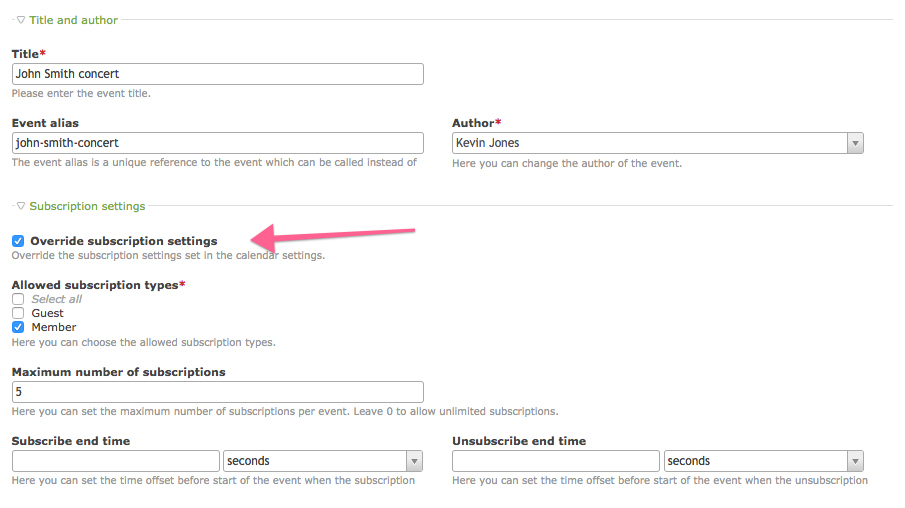 Title and author
Title*
John Smith concert
Please enter the event title.
Event alias
Author*
john-smith-concert
Kevin Jones
The event alias is a unique reference to the event which can be called instead of
Here you can change the author of the event.
Subscription settings
Override subscription settings
Override the subscription settings set in the calendar settings.
Allowed subscription types*
Select all
Guest
Member
Here you can choose the allowed subscription types.
Maximum number of subscriptions
5
Here you can set the maximum number of subscriptions per event. Leave 0 to allow unlimited subscriptions.
Subscribe end time
Unsubscribe end time
seconds
seconds
Here you can set the time offset before start of the event when the subscription
Here you can set the time offset before start of the event when the unsubscription